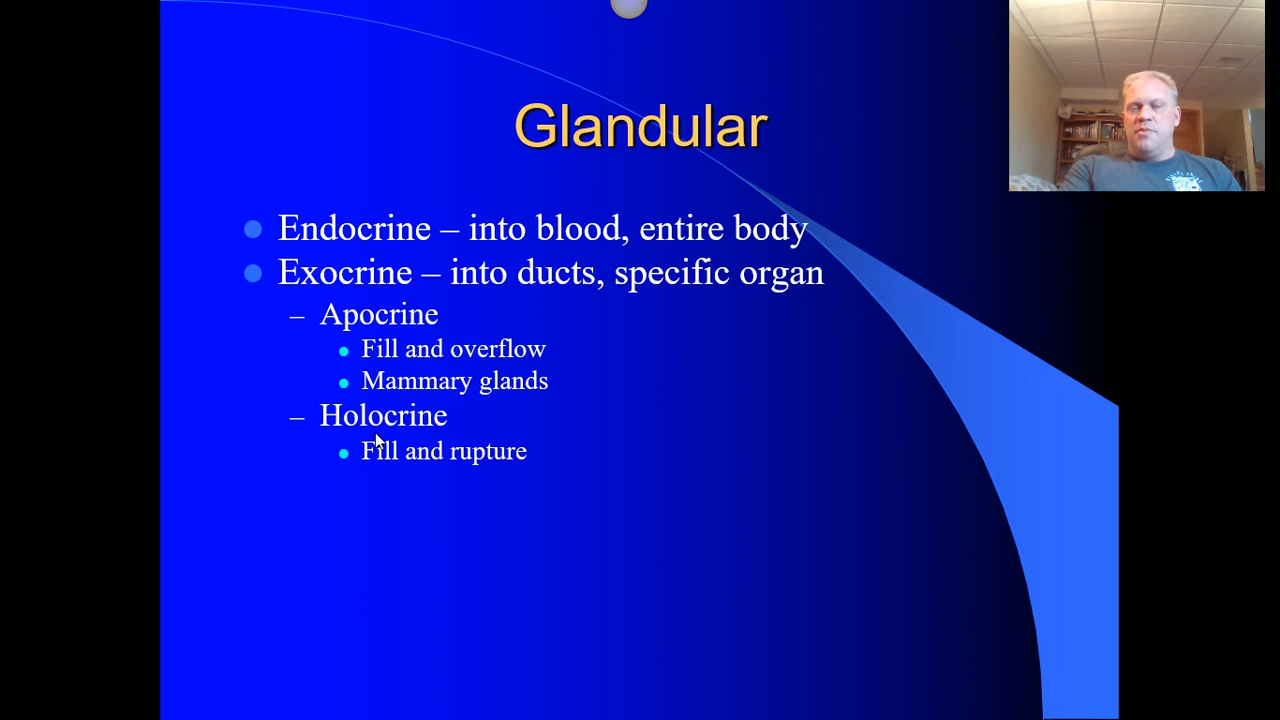 Glandular
Endocrine – into blood, entire body
Exocrine – into ducts, specific organ
– Apocrine
Fill and overflow
Mammary glands
– Holocrine
Fill and rupture